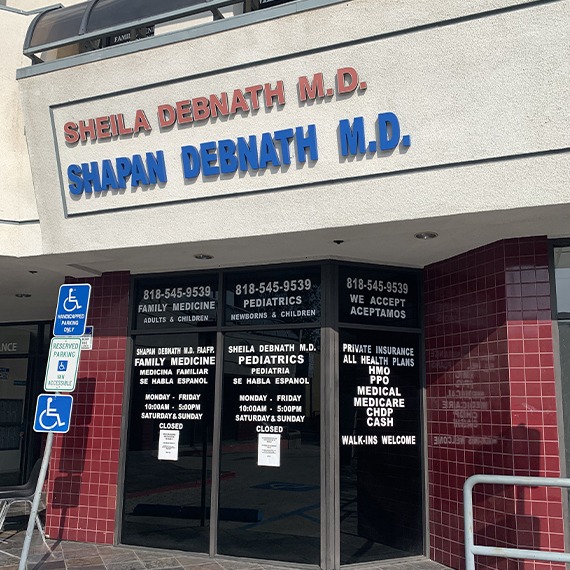 FAMIL
SHEILA DEBNATH M.D.
SHAPAN DEBNATH M.D.
818-545-9539
FAMILY MEDICINE
ADULTS & CHILDREN
818-545-9539
PEDIATRICS
NEWBORNS & CHILDREN
818-545-9539
WE ACCEPT
ACEPTAMOS
SHAPAN DEBNATH M.D. FAAFP.
FAMILY MEDICINE
MEDICINA FAMILIAR
SE HABLA ESPANOL
MONDAY - FRIDAY
10:00AM - 5:00PM
SATURDAY & SUNDAY
CLOSED
SHEILA DEBNATH M.D.
PEDIATRICS
PEDIATRIA
SE HABLA ESPANOL
MONDAY - FRIDAY
10:00AM - 5:00PM
SATURDAY & SUNDAY
CLOSED
PRIVATE INSURANCE
ALL HEALTH PLANS
HMO
PPO
MEDICAL
MEDICARE
CHDP
CASH
WALK-INS WELCOME
HANDICAPPED
PARKING
ONLY
RESERVED
PARKING
VAN
ACCESSIBLE
NCE